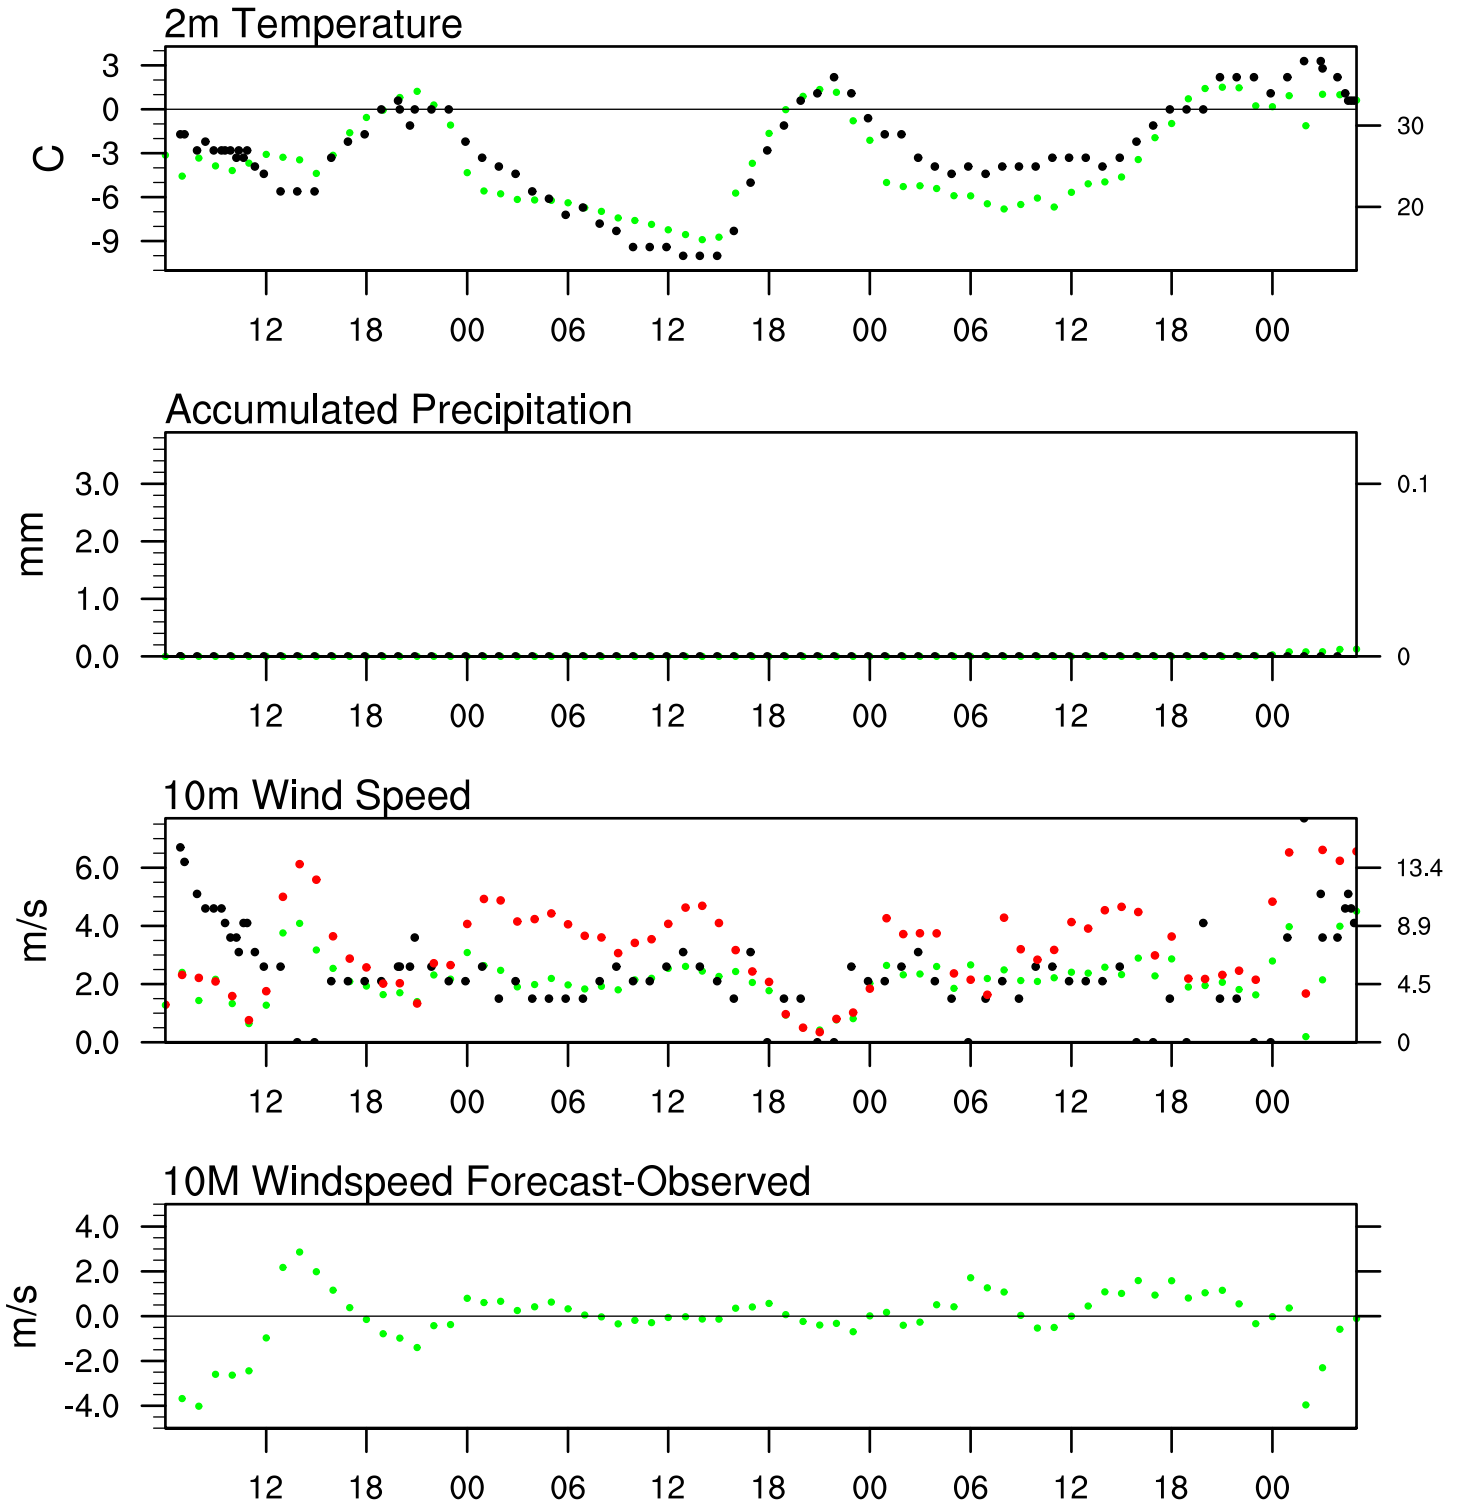 2m Temperature
3
0
-3
-6
-9
C
30
20
12 18 00 06 12 18 00 06 12 18 00
Accumulated Precipitation
3.0
2.0
1.0
0.0
mm
0.1
0
12 18 00 06 12 18 00 06 12 18 00
10m Wind Speed
6.0
4.0
2.0
0.0
m/s
13.4
8.9
4.5
0
12 18 00 06 12 18 00 06 12 18 00
10M Windspeed Forecast-Observed
4.0
2.0
0.0
-2.0
-4.0
m/s
12 18 00 06 12 18 00 06 12 18 00